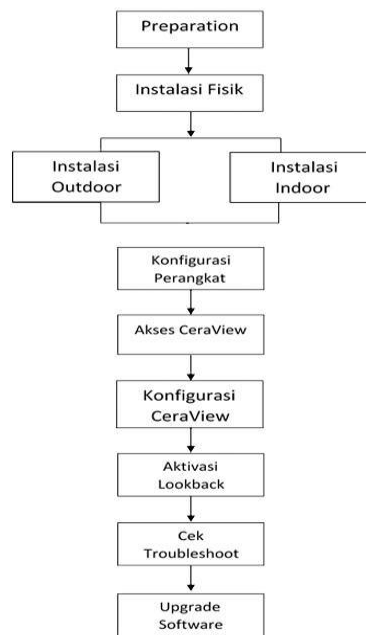 Preparation
Instalasi Fisik
Instalasi
Outdoor
Instalasi
Indoor
Konfigurasi
Perangkat
Akses CeraView
Konfigurasi
CeraView
Aktivasi
Lookback
Cek
Troubleshoot
Upgrade
Software